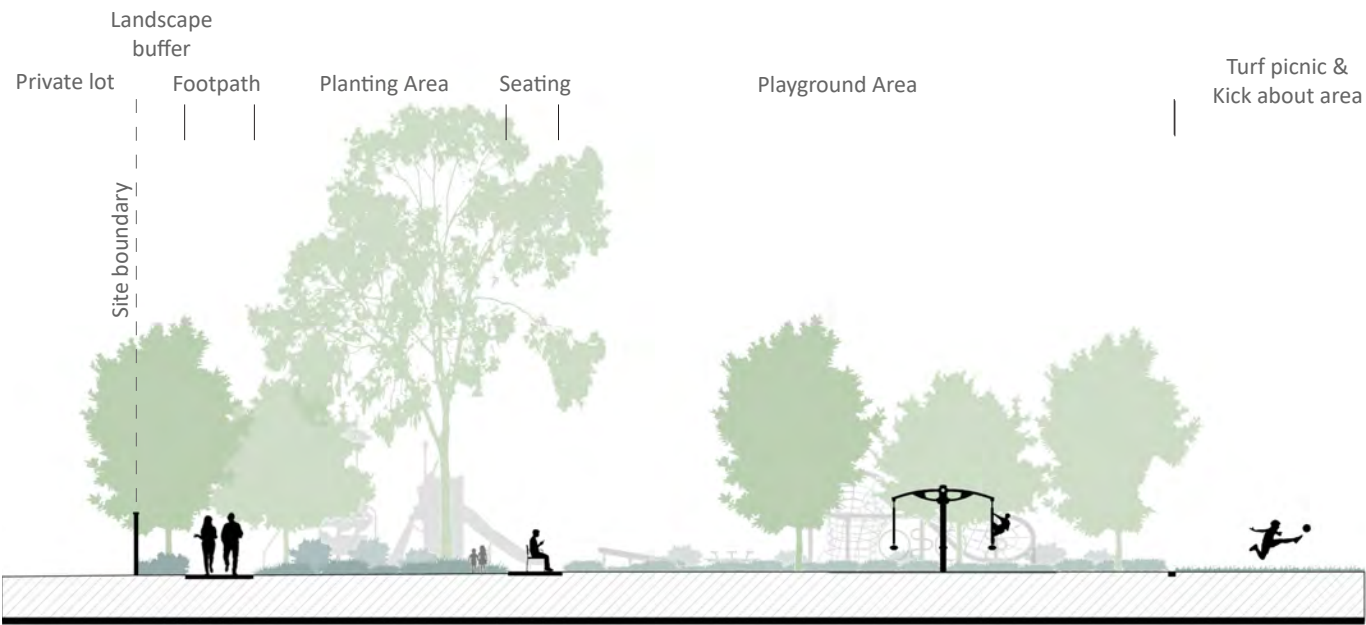 Landscape
buffer
Private lot
Footpath
Planting Area
Seating
Playground Area
Turf picnic &
Kick about area
Site boundary